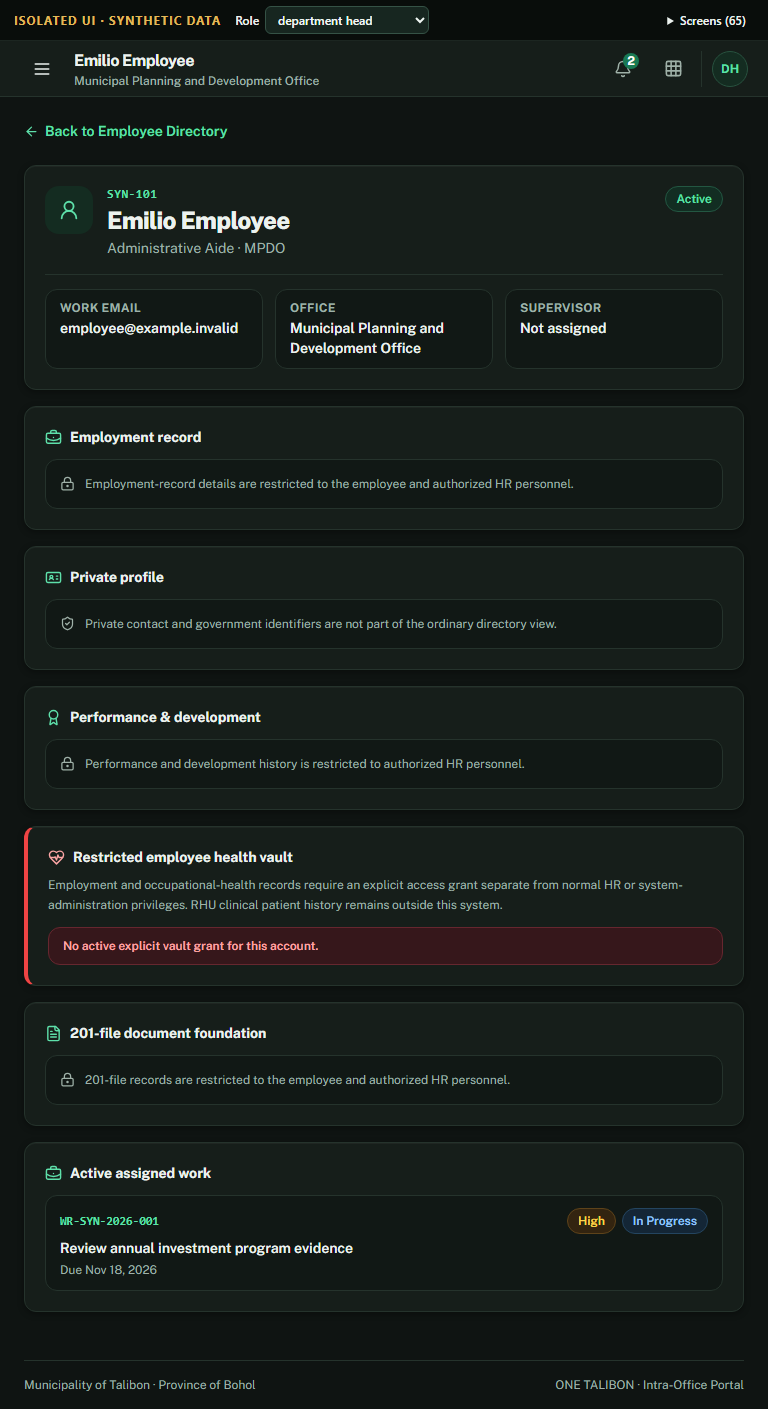 ISOLATED UI · SYNTHETIC DATA Role department head Screens (65)
Emilio Employee
Municipal Planning and Development Office
2
DH
Back to Employee Directory
SYN-101
Emilio Employee
Administrative Aide · MPDO
Active
WORK EMAIL
employee@example.invalid
OFFICE
Municipal Planning and
Development Office
SUPERVISOR
Not assigned
Employment record
Employment-record details are restricted to the employee and authorized HR personnel.
Private profile
Private contact and government identifiers are not part of the ordinary directory view.
Performance & development
Performance and development history is restricted to authorized HR personnel.
Restricted employee health vault
Employment and occupational-health records require an explicit access grant separate from normal HR or system-
administration privileges. RHU clinical patient history remains outside this system.
No active explicit vault grant for this account.
201-file document foundation
201-file records are restricted to the employee and authorized HR personnel.
Active assigned work
WR-SYN-2026-001
High
In Progress
Review annual investment program evidence
Due Nov 18, 2026
Municipality of Talibon · Province of Bohol
ONE TALIBON · Intra-Office Portal